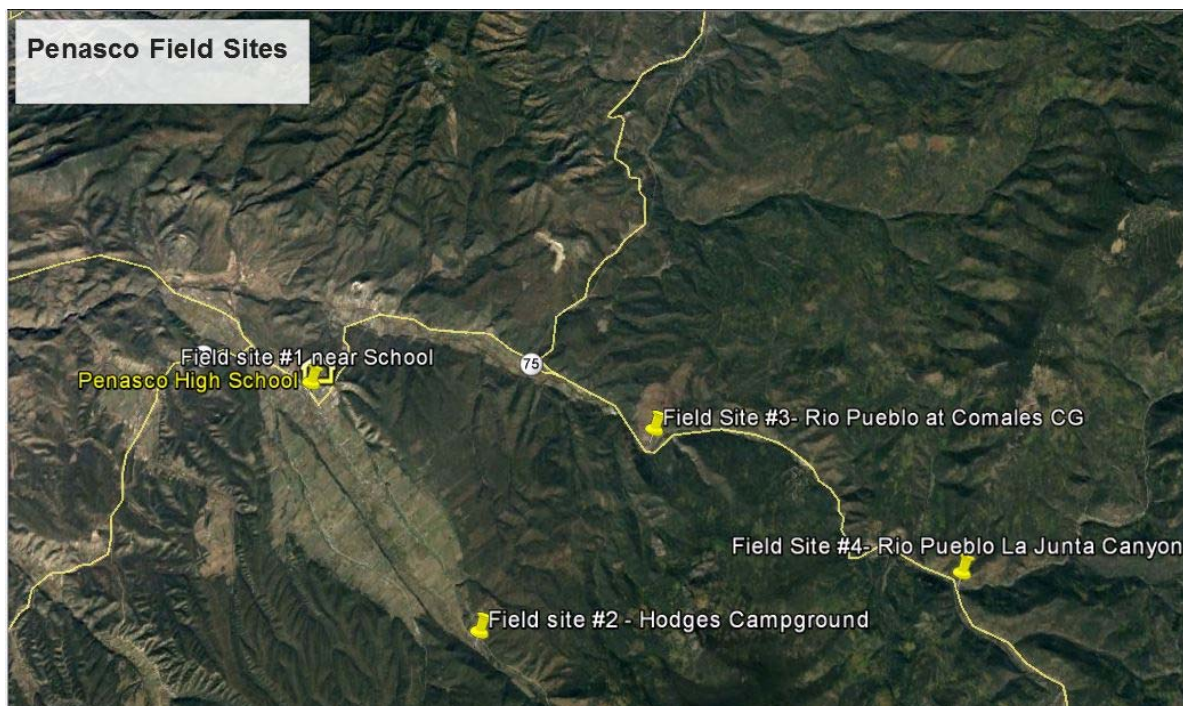 Penasco Field Sites
75
Field site #1 near School
Penasco High School
Field Site #3- Rio Pueblo at Comales CG
Field Site #4- Rio Pueblo La Junta Canyon
Field site #2 - Hodges Campground